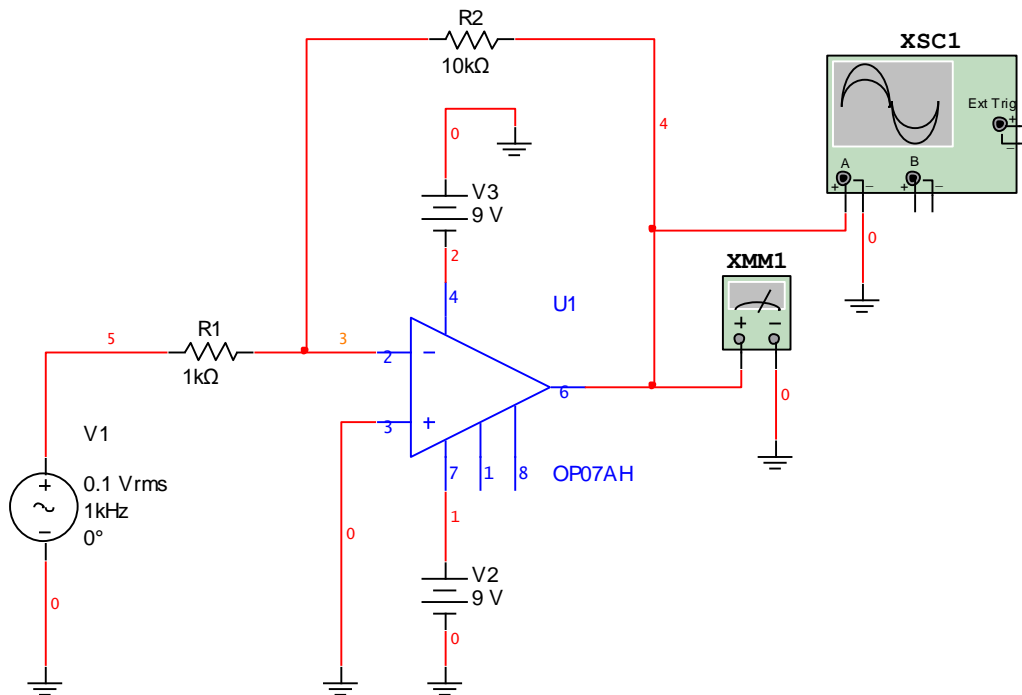 R2
10kΩ
XSC1
Ext Trig
+
−
A
B
+ − + −
0
4
V3
9 V
2
0
XMM1
+ −
4
U1
5
R1
1kΩ
3
2
−
6
0
3
+
V1
7
1
8
OP07AH
+
−
0.1 Vrms
1kHz
0°
1
0
V2
9 V
0
0